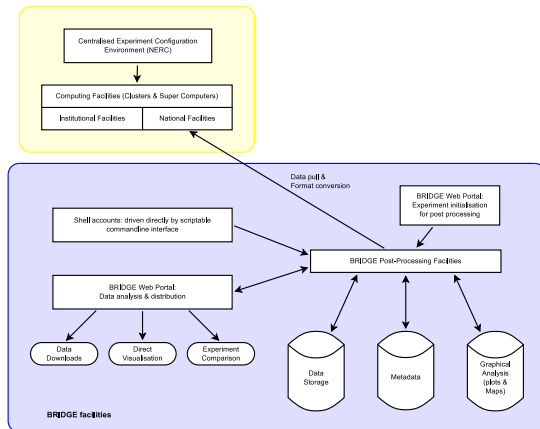 Centralised Experiment Configuration
Environment (NERC)
Computing Facilities (Clusters & Super Computers)
Institutional Facilities
National Facilities
Data pull &
Format conversion
BRIDGE Web Portal:
Experiment initialisation
for post processing
Shell accounts: driven directly by scriptable
commandline interface
BRIDGE Post-Processing Facilities
BRIDGE Web Portal:
Data analysis & distribution
Data
Downloads
Direct
Visualisation
Experiment
Comparison
Data
Storage
Metadata
Graphical
Analysis
(plots &
Maps)
BRIDGE facilities